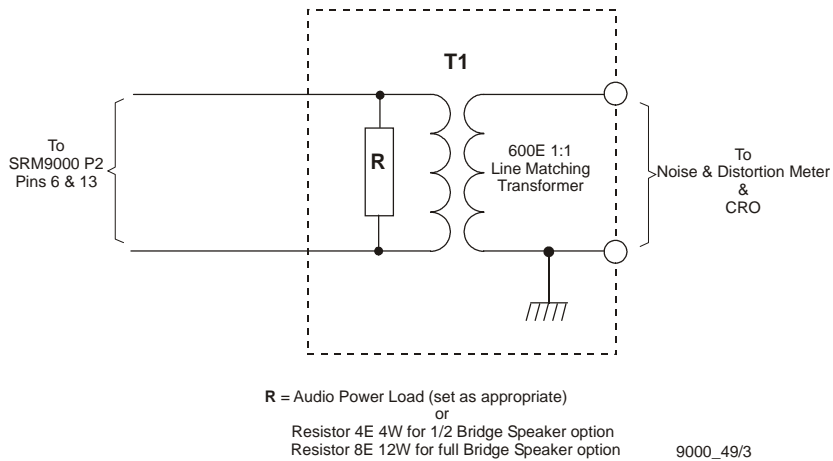 T1
To
SRM9000 P2
Pins 6 & 13
R
600E 1:1
Line Matching
Transformer
To
Noise & Distortion Meter
&
CRO
R = Audio Power Load (set as appropriate)
or
Resistor 4E 4W for 1/2 Bridge Speaker option
Resistor 8E 12W for full Bridge Speaker option
9000_49/3